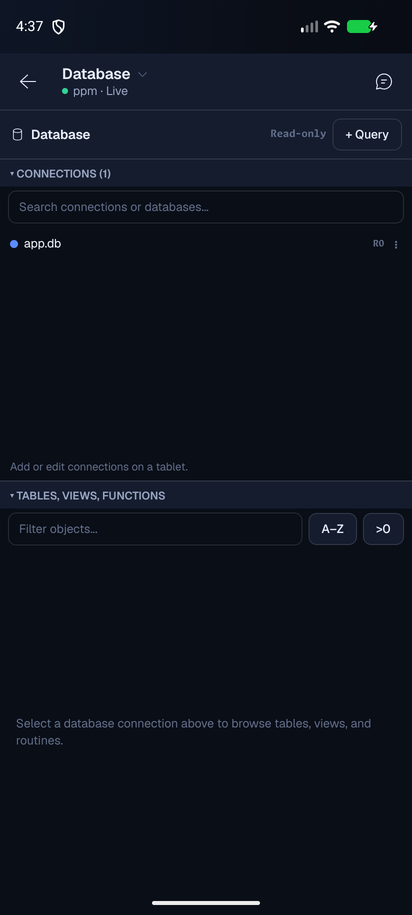 4:37
Database
ppm · Live
Database
Read-only
+ Query
▾ CONNECTIONS (1)
Search connections or databases...
app.db
RO
Add or edit connections on a tablet.
▾ TABLES, VIEWS, FUNCTIONS
Filter objects...
A–Z
>0
Select a database connection above to browse tables, views, and
routines.